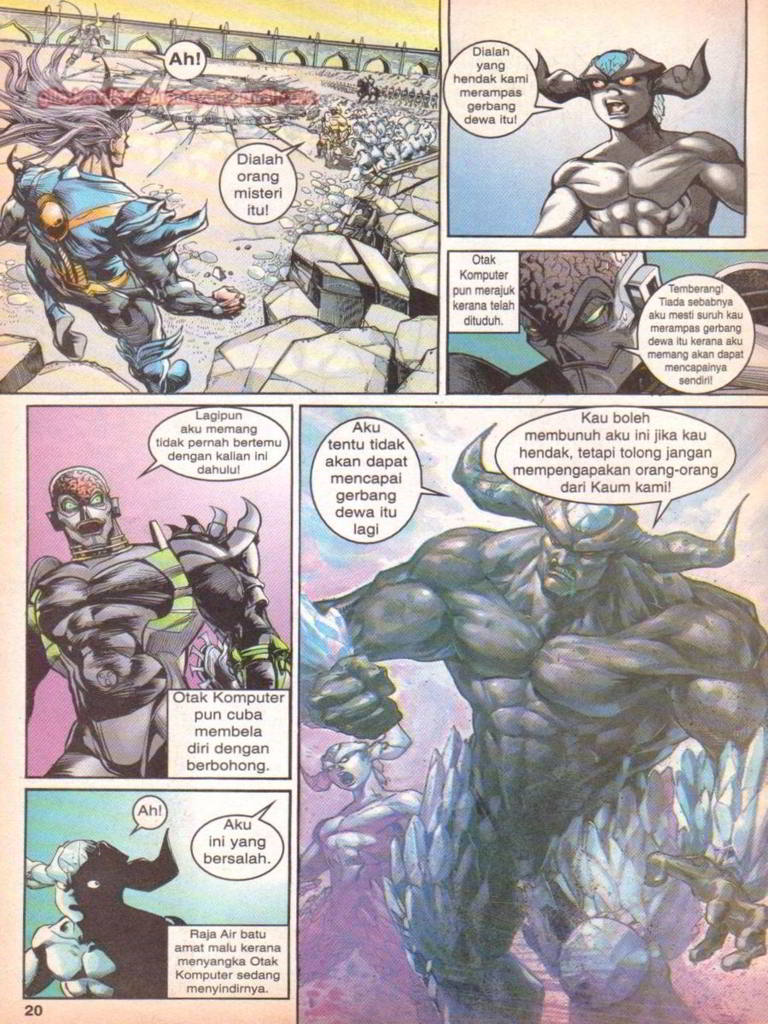 Ah!
Dialah
orang
misteri
itu!
Dialah
yang
hendak kami
merampas
gerbang
dewa itu!
Otak
Komputer
pun merajuk
kerana telah
dituduh.
Temberang!
Tiada sebabnya
aku mesti suruh kau
merampas gerbang
dewa itu kerana aku
memang akan dapat
mencapainya
sendiri!
Lagipun
aku memang
tidak pernah bertemu
dengan kalian ini
dahulu!
Otak Komputer
pun cuba
membela
diri dengan
berbohong.
Aku
tentu tidak
akan dapat
mencapai
gerbang
dewa itu
lagi
Kau boleh
membunuh aku ini jika kau
hendak, tetapi tolong jangan
mempengapakan orang-orang
dari Kaum kami!
Ah!
Aku
ini yang
bersalah.
Raja Air batu
amat malu kerana
menyangka Otak
Komputer sedang
menyindirnya.
20